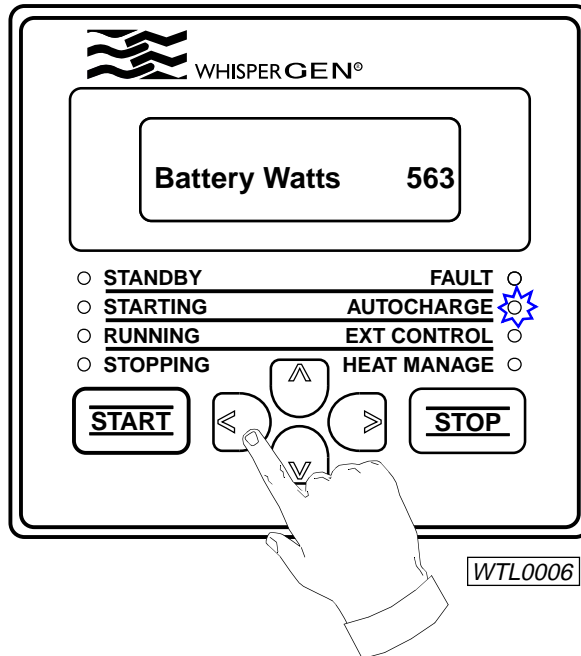 WHISPERGEN®
Battery Watts 563
STANDBY FAULT
STARTING AUTOCHARGE
RUNNING EXT CONTROL
STOPPING HEAT MANAGE
START < > STOP
WTL0006